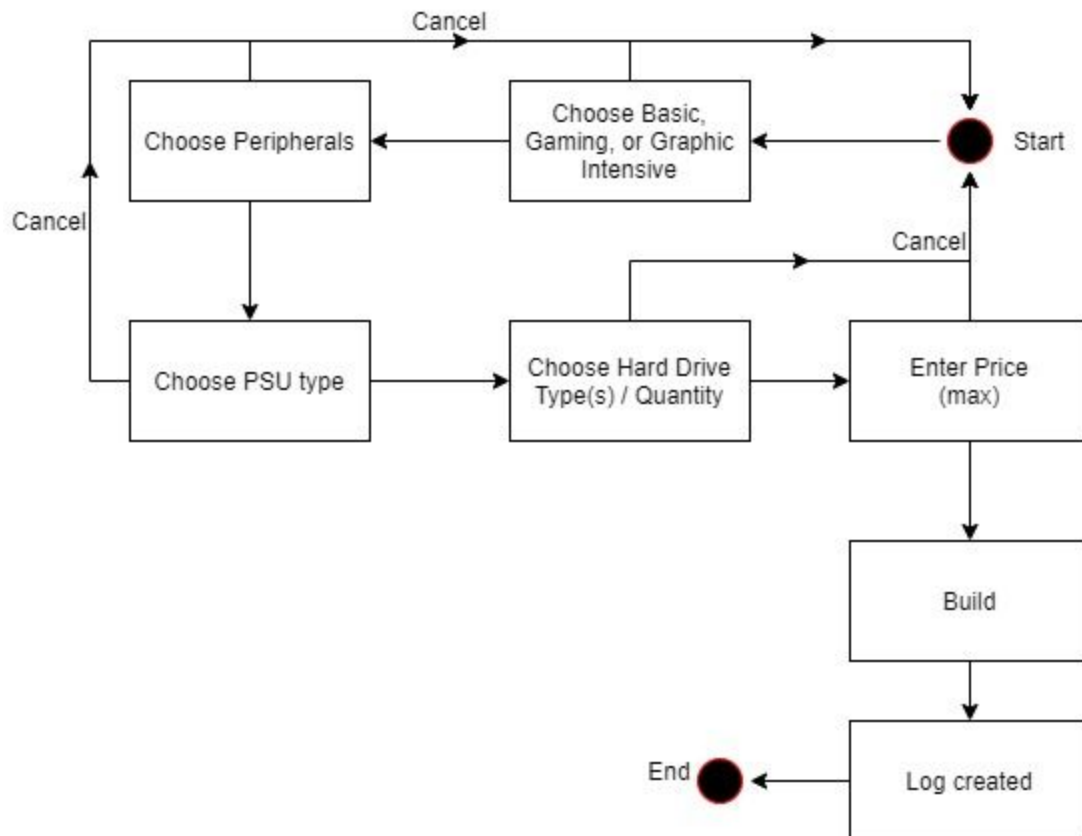 Cancel
Choose Peripherals
Choose Basic,
Gaming, or Graphic
Intensive
Start
Cancel
Cancel
Choose PSU type
Choose Hard Drive
Type(s) / Quantity
Enter Price
(max)
Build
End
Log created